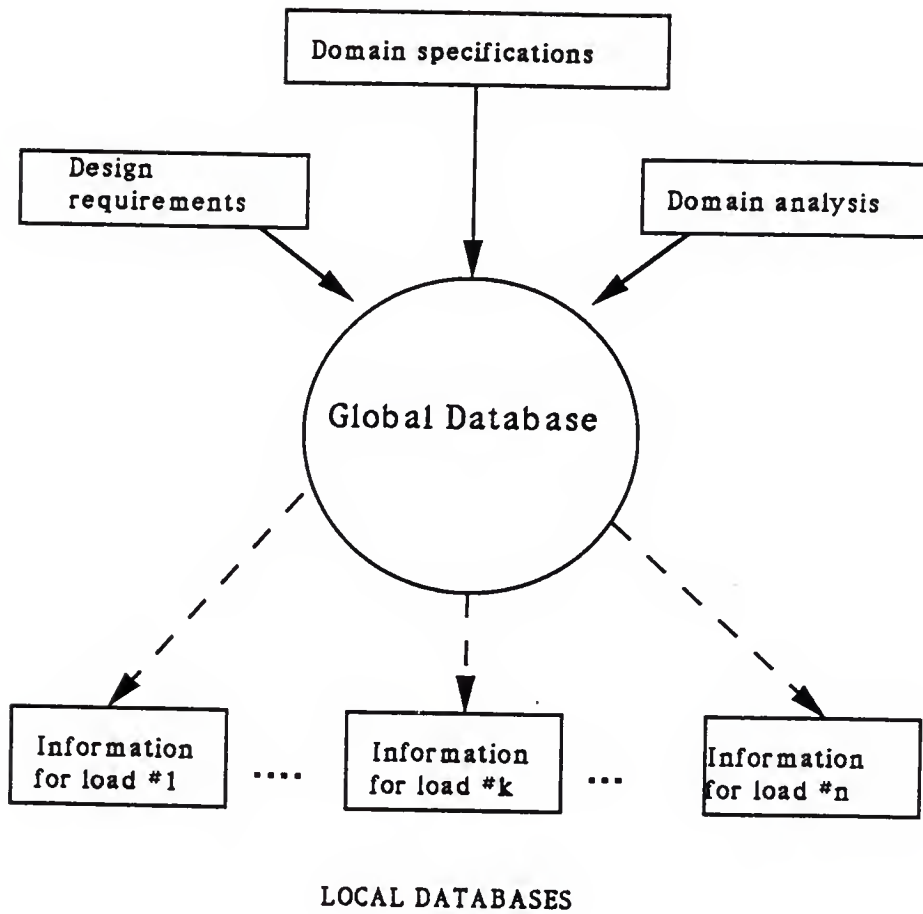 Domain specifications
Design
requirements
Domain analysis
Global Database
Information
for load #1
....
Information
for load #k
...
Information
for load #n
LOCAL DATABASES